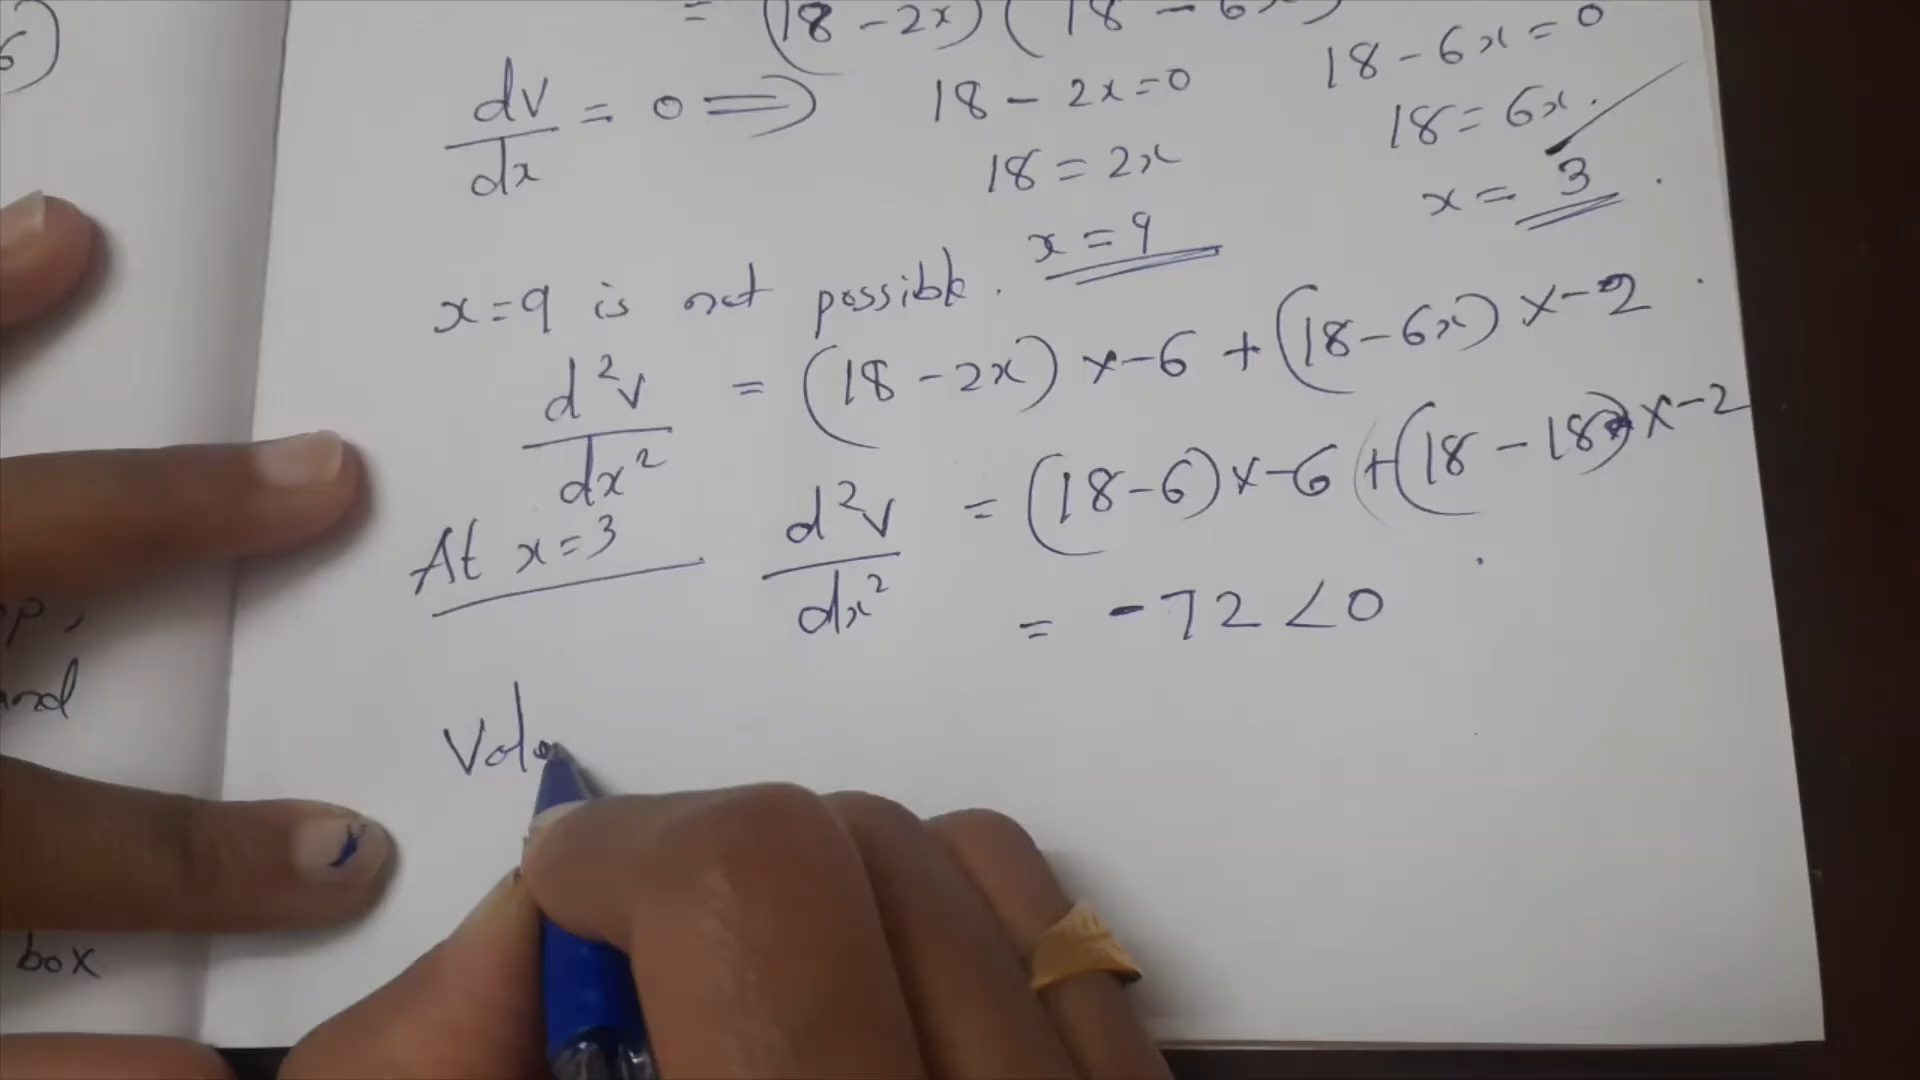 = (18-2x)(18-6x)
dv/dx = 0 ⇒ 18-2x=0
18=2x
x=9
18-6x=0
18=6x.
x=3.
x=9 is not possible.
d²v/dx² = (18-2x)x-6+(18-6x)x-2
At x=3 d²v/dx² = (18-6)x-6+(18-18)x-2
= -72<0
Volu
box